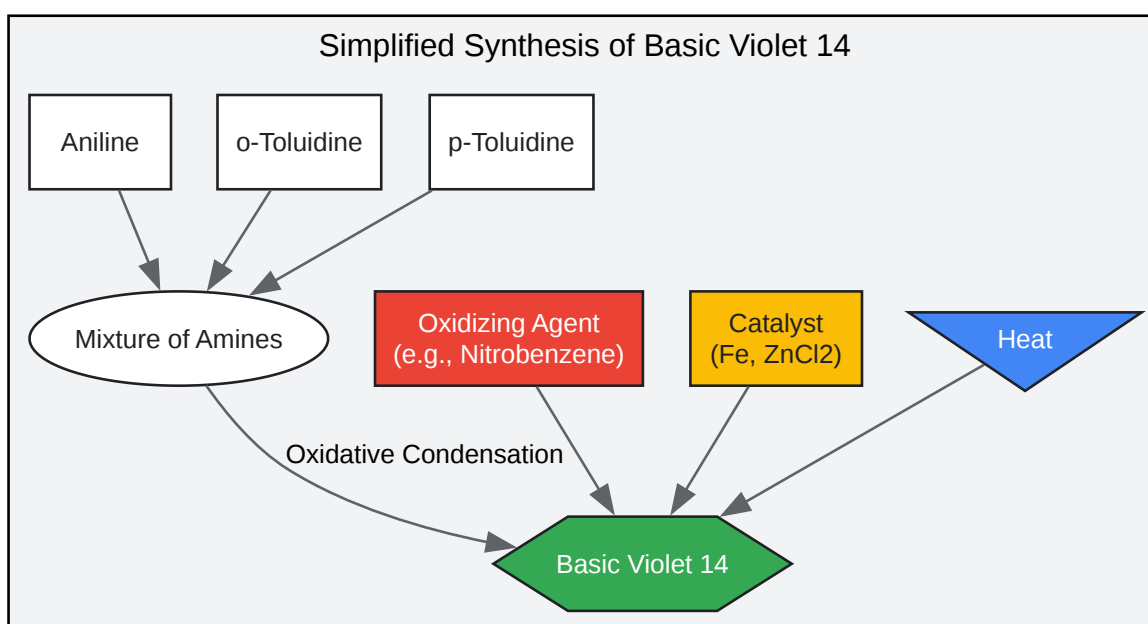 Simplified Synthesis of Basic Violet 14
Aniline
o-Toluidine
p-Toluidine
Mixture of Amines
Oxidizing Agent
(e.g., Nitrobenzene)
Catalyst
(Fe, ZnCl2)
Heat
Oxidative Condensation
Basic Violet 14